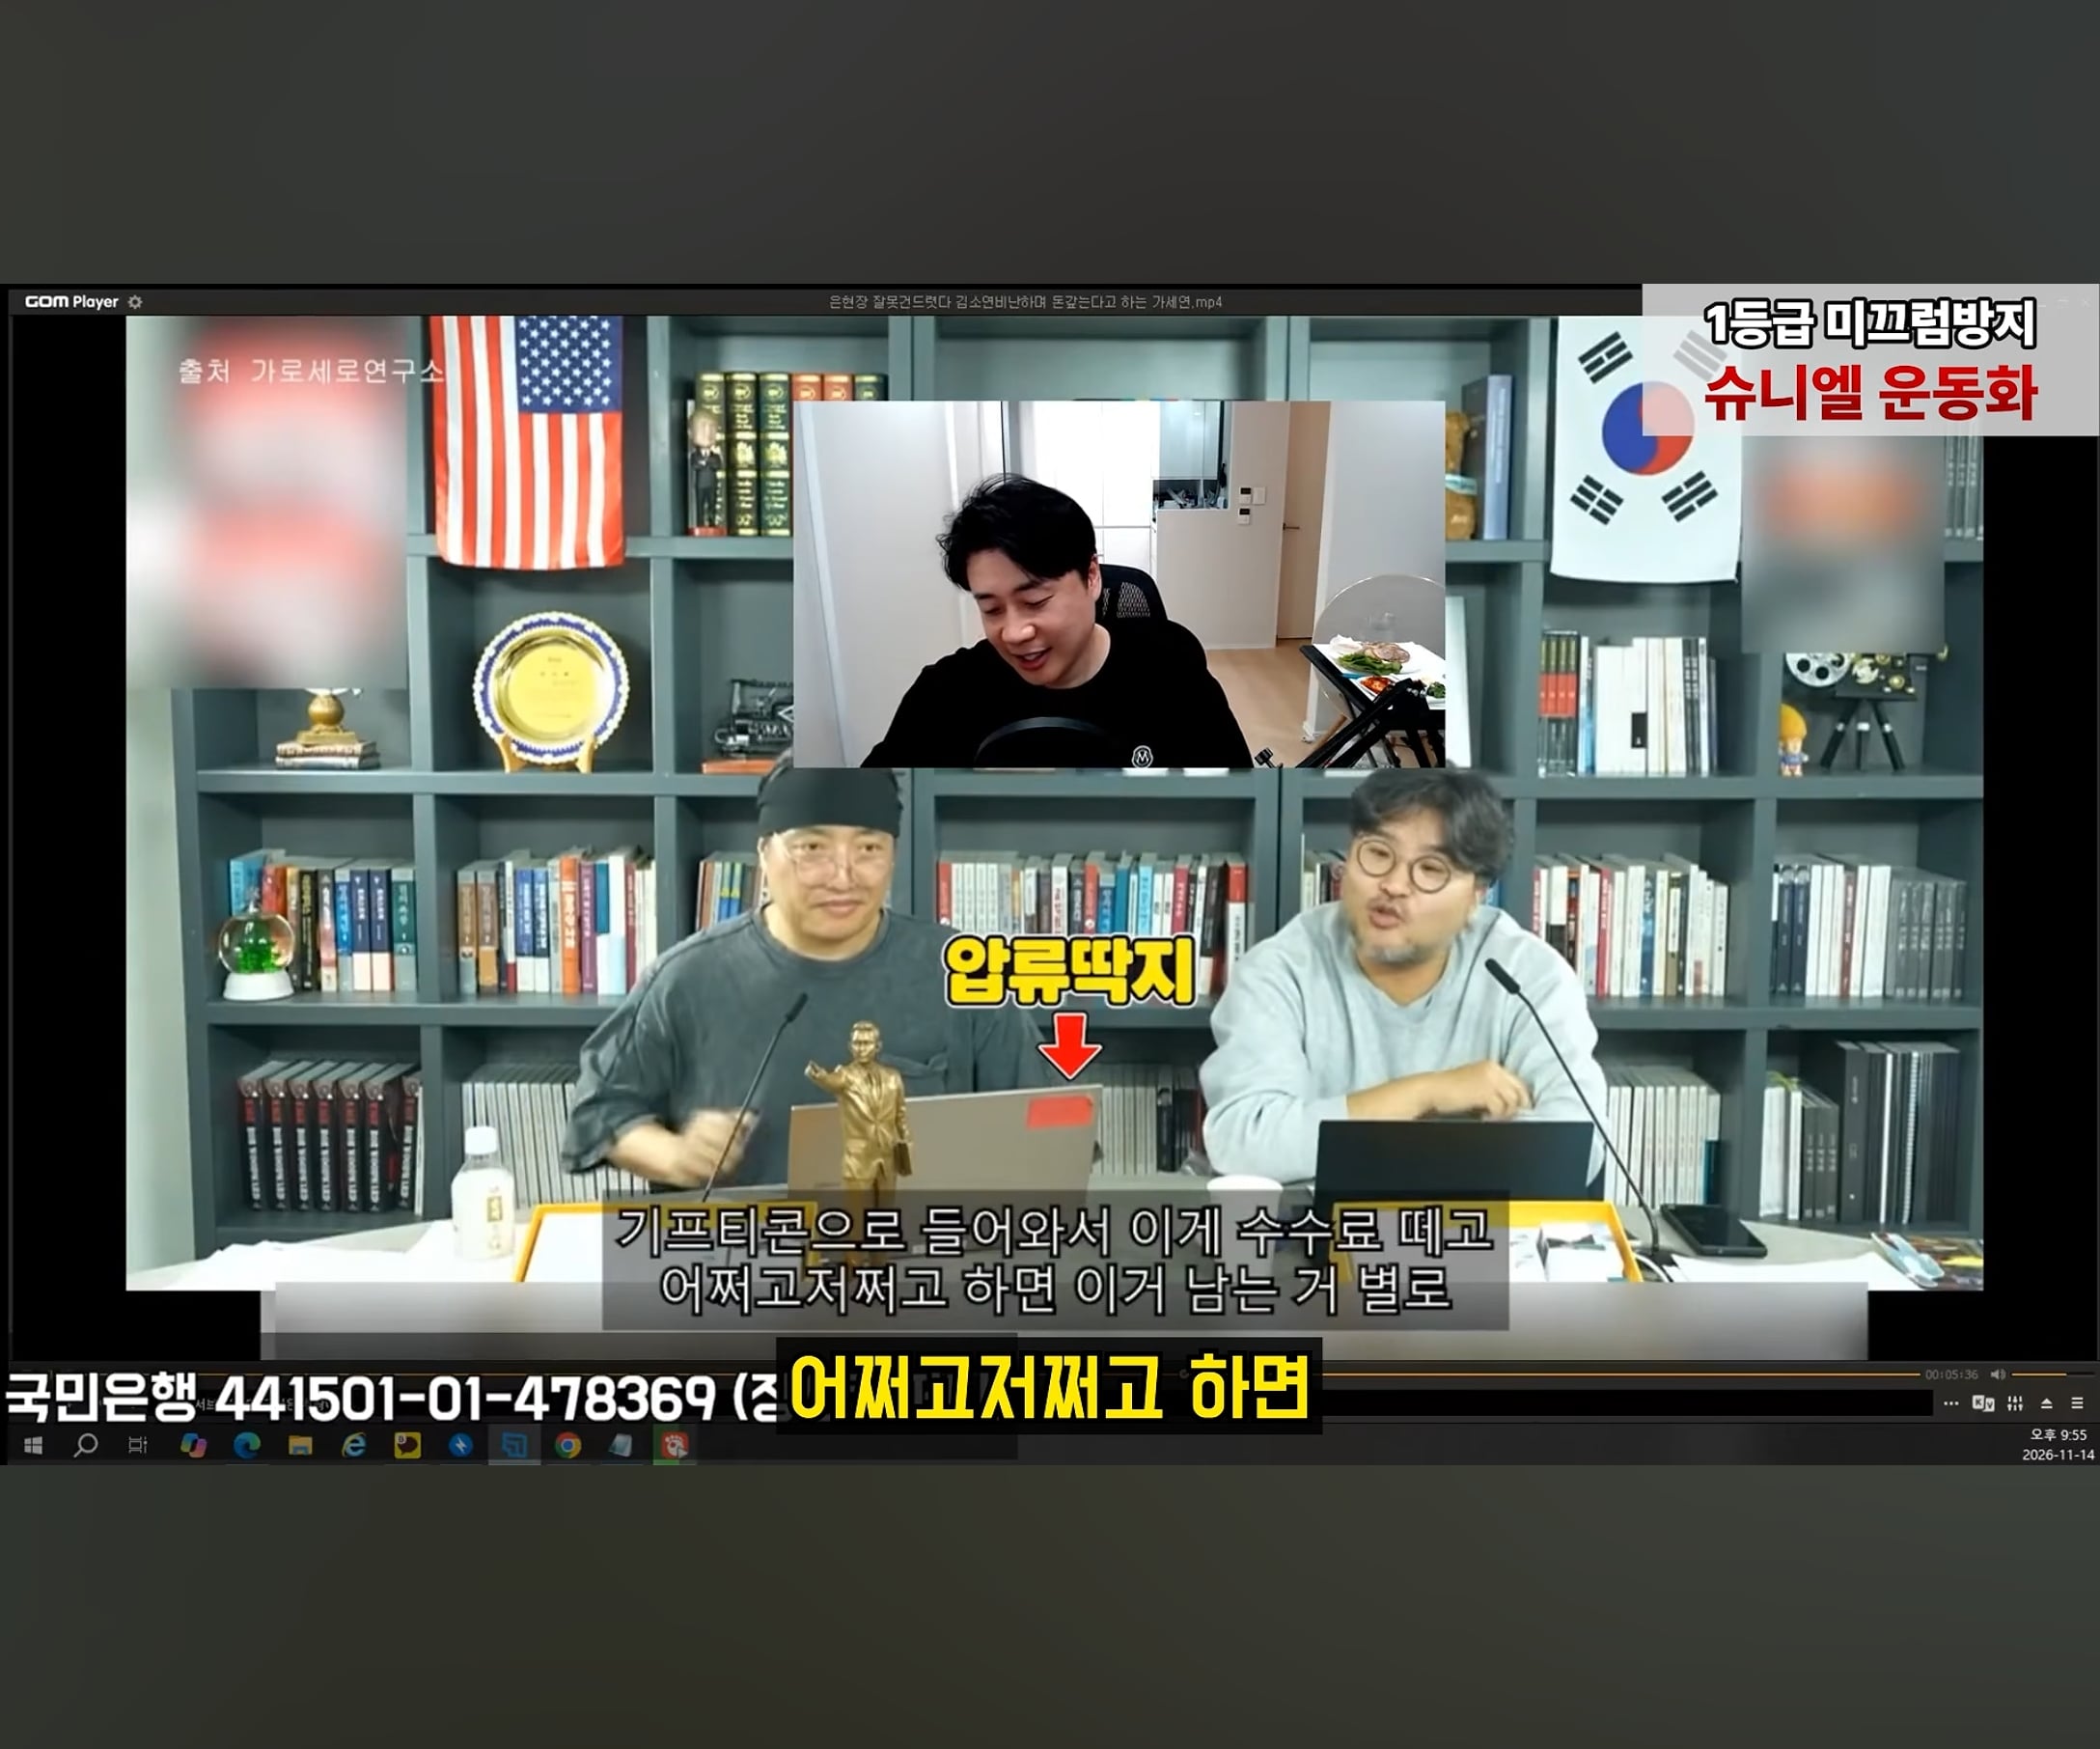 GOM Player
은현장 잘못건드렷다 김소연비난하며 돈갚는다고 하는 가세연.mp4
1등급 미끄럼방지
슈니엘 운동화
출처 가로세로연구소
압류딱지
기프티콘으로 들어와서 이게 수수료 떼고
어쩌고저쩌고 하면 이거 남는 거 별로
어쩌고저쩌고 하면
국민은행 441501-01-478369 (정
00:05:36
오후 9:55
2026-11-14